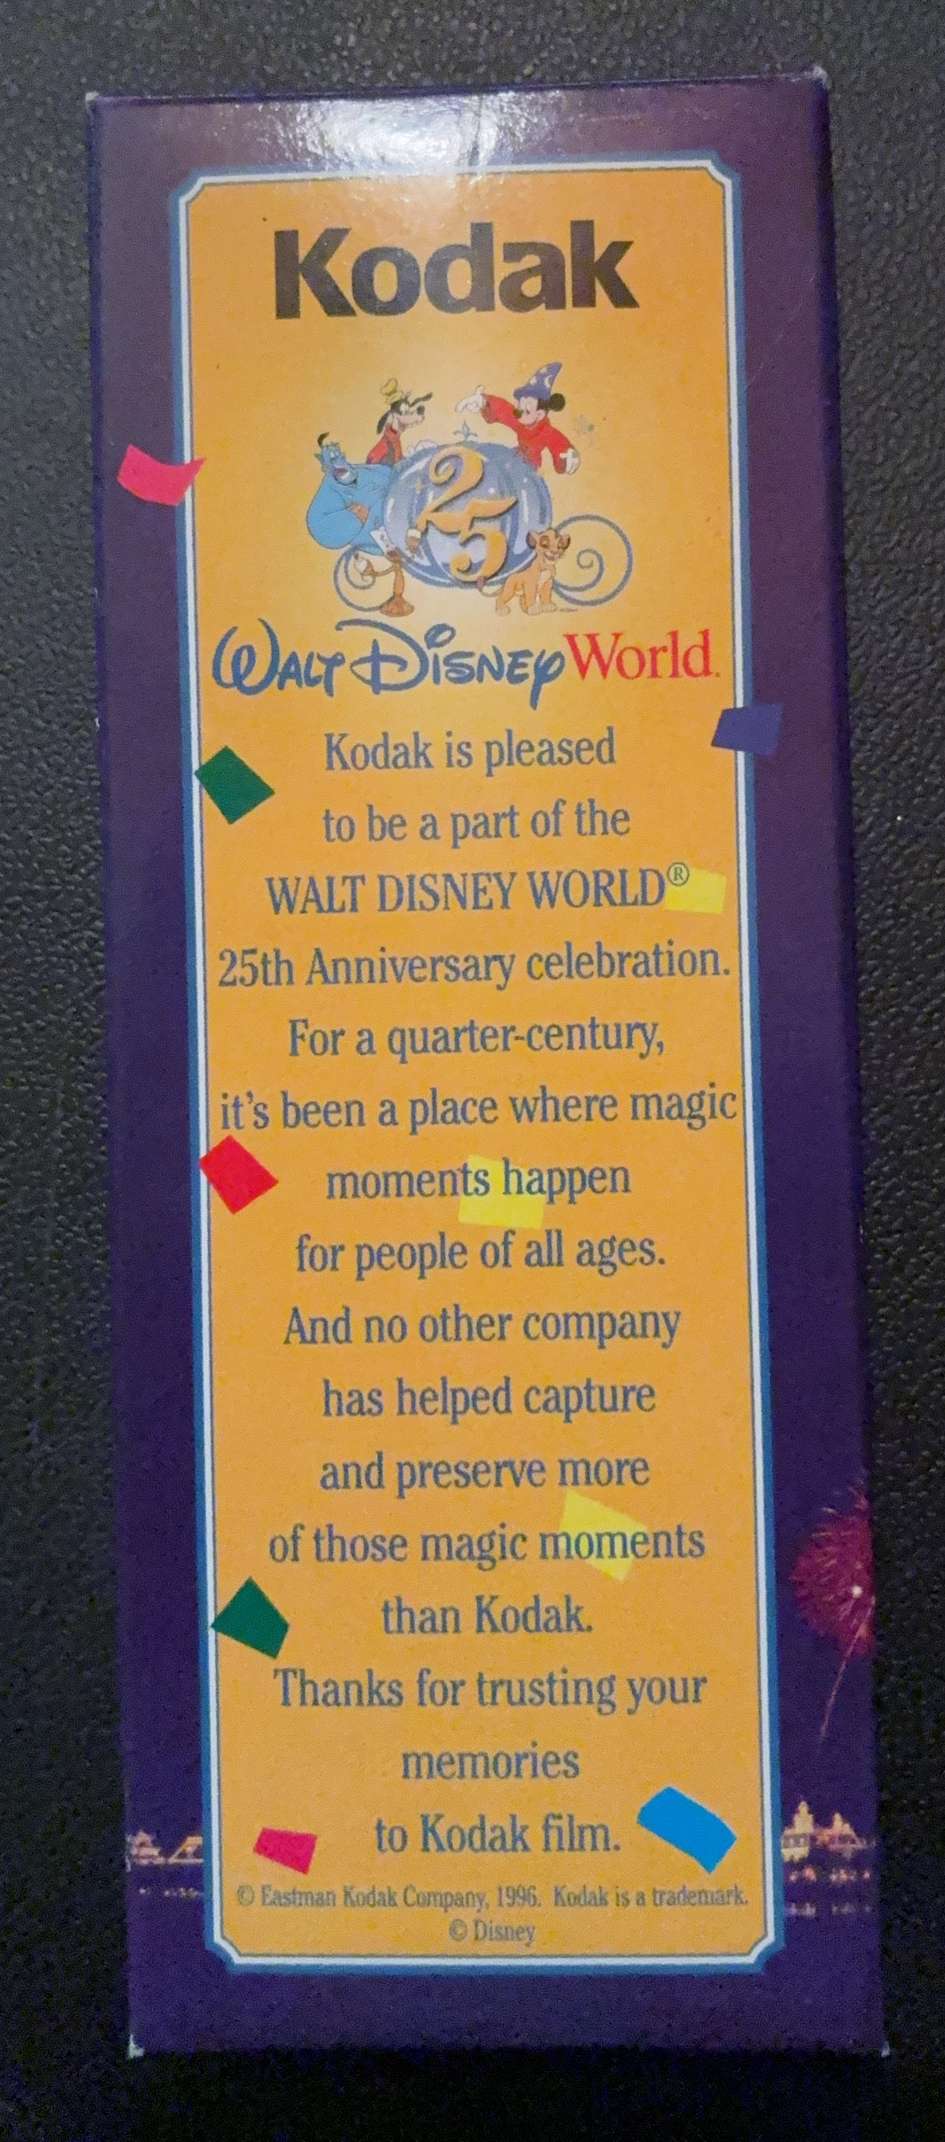 Kodak
25
WALT DISNEY World.
Kodak is pleased
to be a part of the
WALT DISNEY WORLD®
25th Anniversary celebration.
For a quarter-century,
it's been a place where magic
moments happen
for people of all ages.
And no other company
has helped capture
and preserve more
of those magic moments
than Kodak.
Thanks for trusting your
memories
to Kodak film.
© Eastman Kodak Company, 1996. Kodak is a trademark.
© Disney